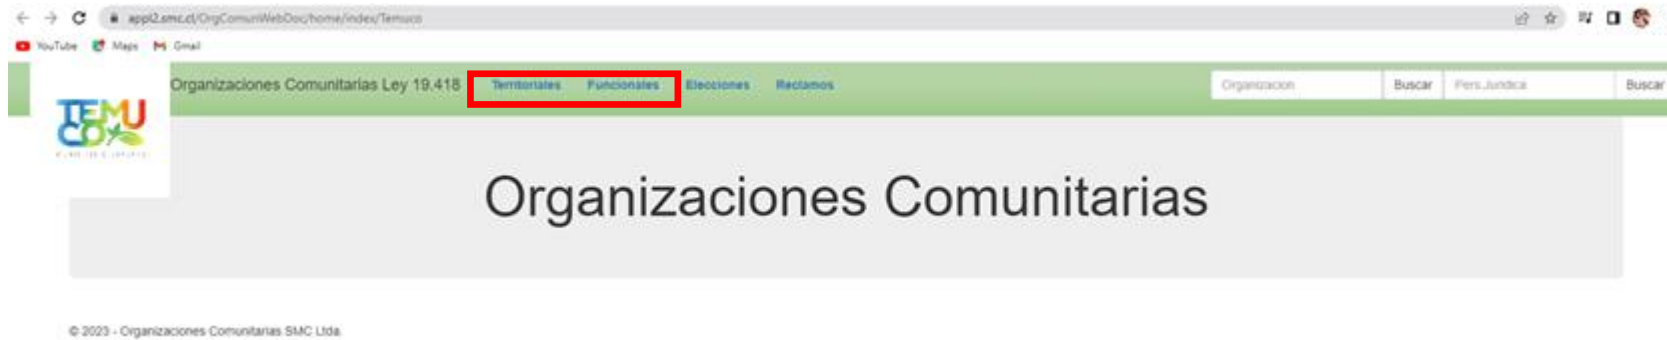 appl2.smc.cl/OrgComunWebDoc/home/index/Temuco
YouTube Maps Gmail
Organizaciones Comunitarias Ley 19.418 Territoriales Funcionales Elecciones Reclamos Organizacion Buscar Pers.Juridica Buscar
TEMUCO
Organizaciones Comunitarias
© 2023 - Organizaciones Comunitarias SMC Ltda.